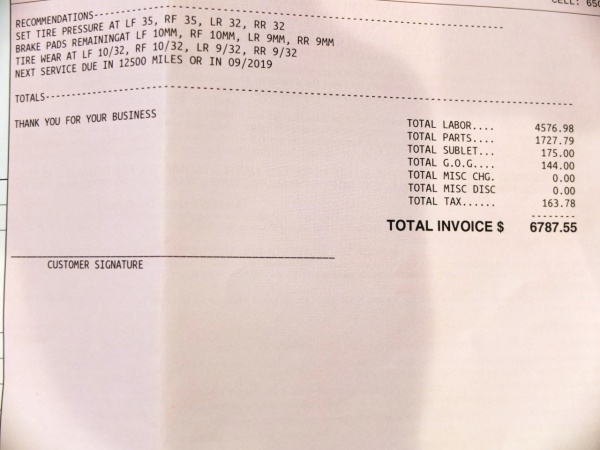 CELL: 650
RECOMMENDATIONS------------------------------------------------------------
SET TIRE PRESSURE AT LF 35, RF 35, LR 32, RR 32
BRAKE PADS REMAININGAT LF 10MM, RF 10MM, LR 9MM, RR 9MM
TIRE WEAR AT LF 10/32, RF 10/32, LR 9/32, RR 9/32
NEXT SERVICE DUE IN 12500 MILES OR IN 09/2019
TOTALS---------------------------------------------------------------------
THANK YOU FOR YOUR BUSINESS
TOTAL LABOR.... 4576.98
TOTAL PARTS.... 1727.79
TOTAL SUBLET... 175.00
TOTAL G.O.G.... 144.00
TOTAL MISC CHG. 0.00
TOTAL MISC DISC 0.00
TOTAL TAX...... 163.78
--------
TOTAL INVOICE $ 6787.55
CUSTOMER SIGNATURE